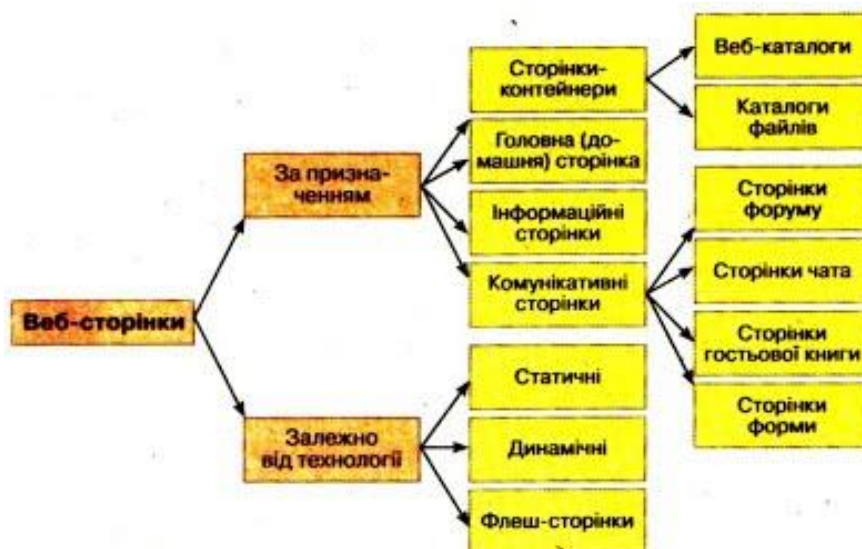 Веб-сторінки
За призна-
ченням
Сторінки-
контейнери
Веб-каталоги
Каталоги
файлів
Головна (до-
машня) сторінка
Інформаційні
сторінки
Комунікативні
сторінки
Сторінки
форуму
Сторінки чата
Сторінки
гостьової книги
Сторінки
форми
Залежно
від технології
Статичні
Динамічні
Флеш-сторінки